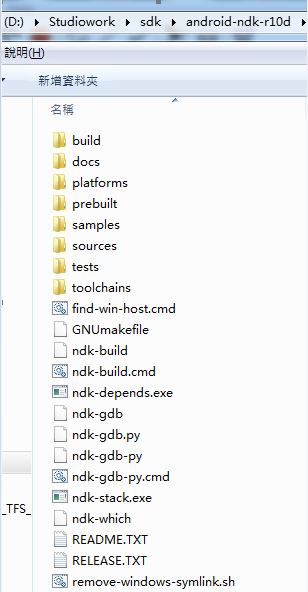 (D:) ▸ Studiowork ▸ sdk ▸ android-ndk-r10d ▸
說明(H)
新增資料夾
名稱
build
docs
platforms
prebuilt
samples
sources
tests
toolchains
find-win-host.cmd
GNUmakefile
ndk-build
ndk-build.cmd
ndk-depends.exe
ndk-gdb
ndk-gdb.py
ndk-gdb-py
ndk-gdb-py.cmd
ndk-stack.exe
_TFS_
ndk-which
README.TXT
RELEASE.TXT
remove-windows-symlink.sh